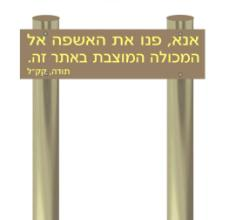 אנא, פנו את האשפה אל
המכולה המוצבת באתר זה.
תודה, קק"ל